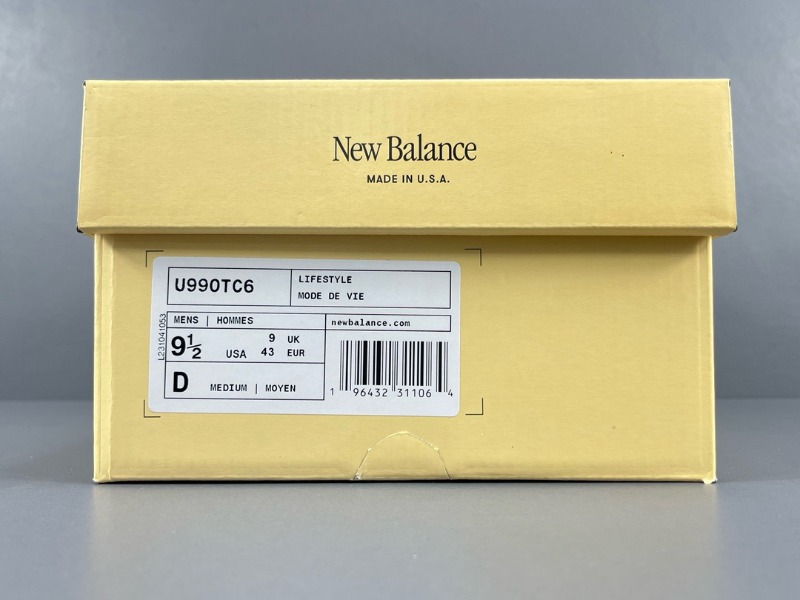 New Balance
MADE IN U.S.A.
U990TC6
LIFESTYLE
MODE DE VIE
MENS | HOMMES
newbalance.com
L231041053
9½ USA
9 UK
43 EUR
D MEDIUM | MOYEN
1 96432 31106 4